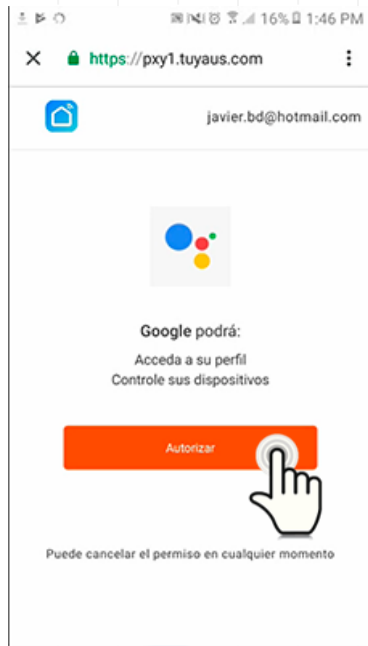 16% 1:46 PM
https://pxy1.tuyaus.com
javier.bd@hotmail.com
Google podrá:
Acceda a su perfil
Controle sus dispositivos
Autorizar
Puede cancelar el permiso en cualquier momento